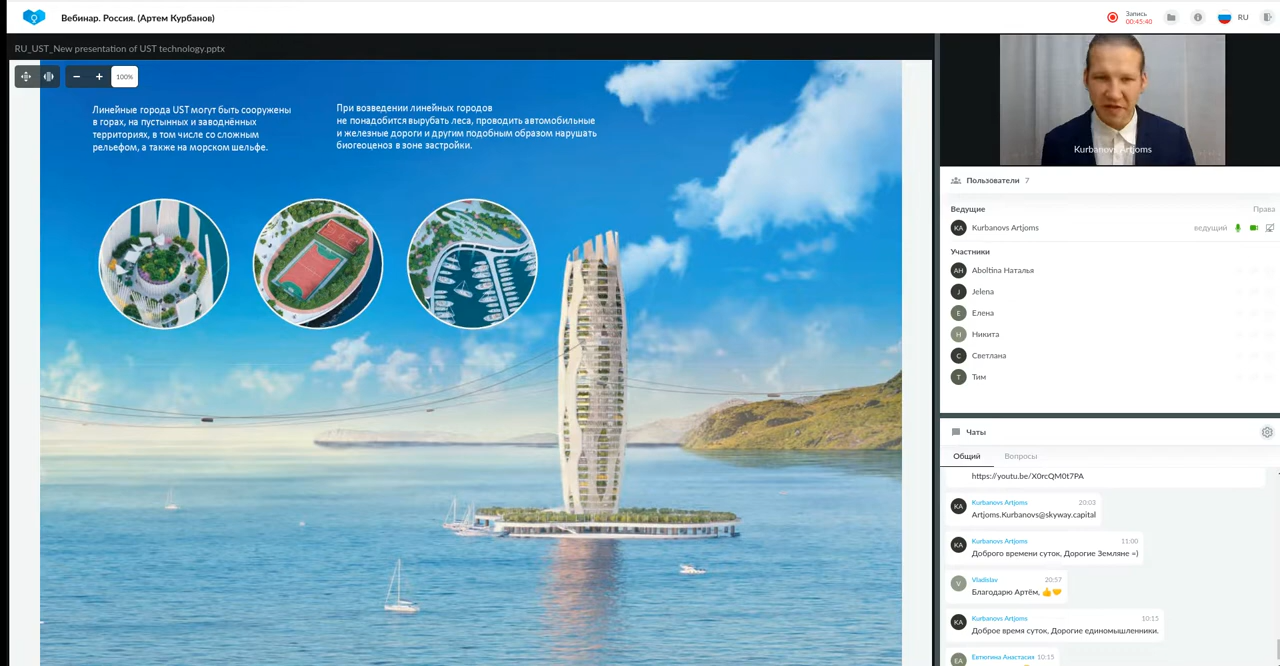 Вебинар. Россия. (Артем Курбанов)
Запись
00:45:40
RU
RU_UST_New presentation of UST technology.pptx
100%
Линейные города UST могут быть сооружены
в горах, на пустынных и заводнённых
территориях, в том числе со сложным
рельефом, а также на морском шельфе.
При возведении линейных городов
не понадобится вырубать леса, проводить автомобильные
и железные дороги и другим подобным образом нарушать
биогеоценоз в зоне застройки.
Kurbanovs Artjoms
Пользователи 7
Ведущие Права
KA Kurbanovs Artjoms ведущий
Участники
AH Aboltina Наталья
J Jelena
Е Елена
Н Никита
С Светлана
Т Тим
Чаты
Общий Вопросы
https://youtu.be/X0rcQM0t7PA
KA Kurbanovs Artjoms 20:03
Artjoms.Kurbanovs@skyway.capital
KA Kurbanovs Artjoms 11:00
Доброго времени суток, Дорогие Земляне =)
V Vladislav 20:57
Благодарю Артём, 👍🤝
KA Kurbanovs Artjoms 10:15
Доброе время суток, Дорогие единомышленники.
ЕА Евтюгина Анастасия 10:15